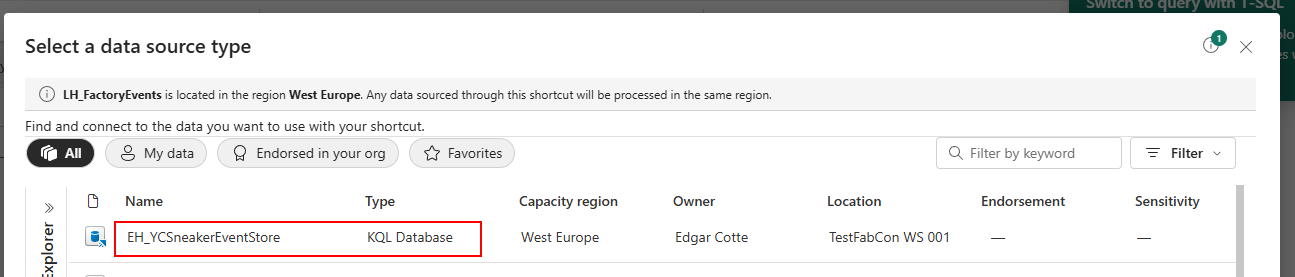 Switch to query with T-SQL
Select a data source type
1
LH_FactoryEvents is located in the region West Europe. Any data sourced through this shortcut will be processed in the same region.
Find and connect to the data you want to use with your shortcut.
All My data Endorsed in your org Favorites Filter by keyword Filter
Name Type Capacity region Owner Location Endorsement Sensitivity
EH_YCSneakerEventStore KQL Database West Europe Edgar Cotte TestFabCon WS 001 — —
Explorer